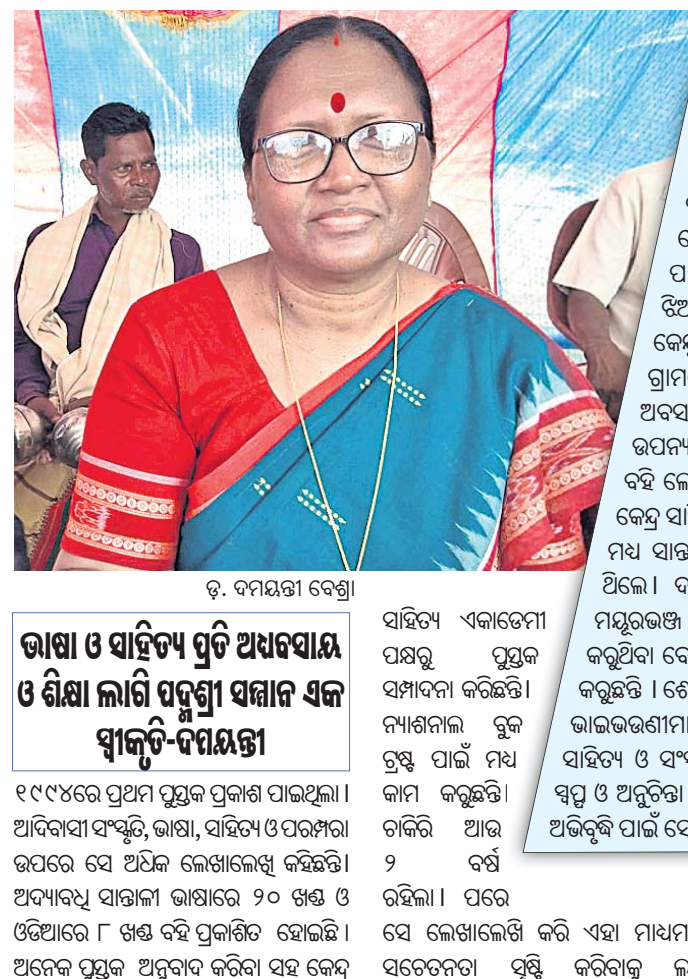 ଡ଼. ଦମୟନ୍ତୀ ବେଶ୍ରା
ଭାଷା ଓ ସାହିତ୍ୟ ପ୍ରତି ଅଧ୍ୟବସାୟ
ଓ ଶିକ୍ଷା ଲାଗି ପଦ୍ମଶ୍ରୀ ସମ୍ମାନ ଏକ
ସ୍ୱୀକୃତି-ଦମୟନ୍ତୀ
୧୯୯୪ରେ ପ୍ରଥମ ପୁସ୍ତକ ପ୍ରକାଶ ପାଇଥିଲା।
ଆଦିବାସୀ ସଂସ୍କୃତି, ଭାଷା, ସାହିତ୍ୟ ଓ ପରମ୍ପରା
ଉପରେ ସେ ଅଧିକ ଲେଖାଲେଖି କହିଛନ୍ତି।
ଅଦ୍ୟାବଧି ସାନ୍ତାଳୀ ଭାଷାରେ ୨୦ ଖଣ୍ଡ ଓ
ଓଡିଆରେ ୮ ଖଣ୍ଡ ବହି ପ୍ରକାଶିତ ହୋଇଛି।
ଅନେକ ପୁସ୍ତକ ଅନୁବାଦ କରିବା ସହ କେନ୍ଦ୍ର
ସାହିତ୍ୟ ଏକାଡେମୀ
ପକ୍ଷରୁ ପୁସ୍ତକ
ସମ୍ପାଦନା କରିଛନ୍ତି।
ନ୍ୟାଶନାଲ ବୁକ
ଟ୍ରଷ୍ଟ ପାଇଁ ମଧ୍ୟ
କାମ କରୁଛନ୍ତି।
ଚାକିରି ଆଉ
୨ ବର୍ଷ
ରହିଲା। ପରେ
ସେ ଲେଖାଲେଖି କରି ଏହା ମାଧ୍ୟମ
ସଚେତନତା ସୃଷ୍ଟି କରିବାକୁ
ପ
ଝିଅ
ଗ୍ରାମ
ଅବସ
ଉପନ୍ୟ
ବହି ଲେ
କେନ୍ଦ୍ର ସା
ମଧ୍ୟ ସାନ୍ତ
ଥିଲେ। ଦ
ମୟୂରଭଞ୍ଜ
କରୁଥିବା ବେ
କରୁଛନ୍ତି । ଶେ
ଭାଇଭଉଣୀମା
ସାହିତ୍ୟ ଓ ସଂ
ସ୍ୱପ୍ନ ଓ ଅନୁଚିନ୍ତା
ଅଭିବୃଦ୍ଧି ପାଇଁ ସେ